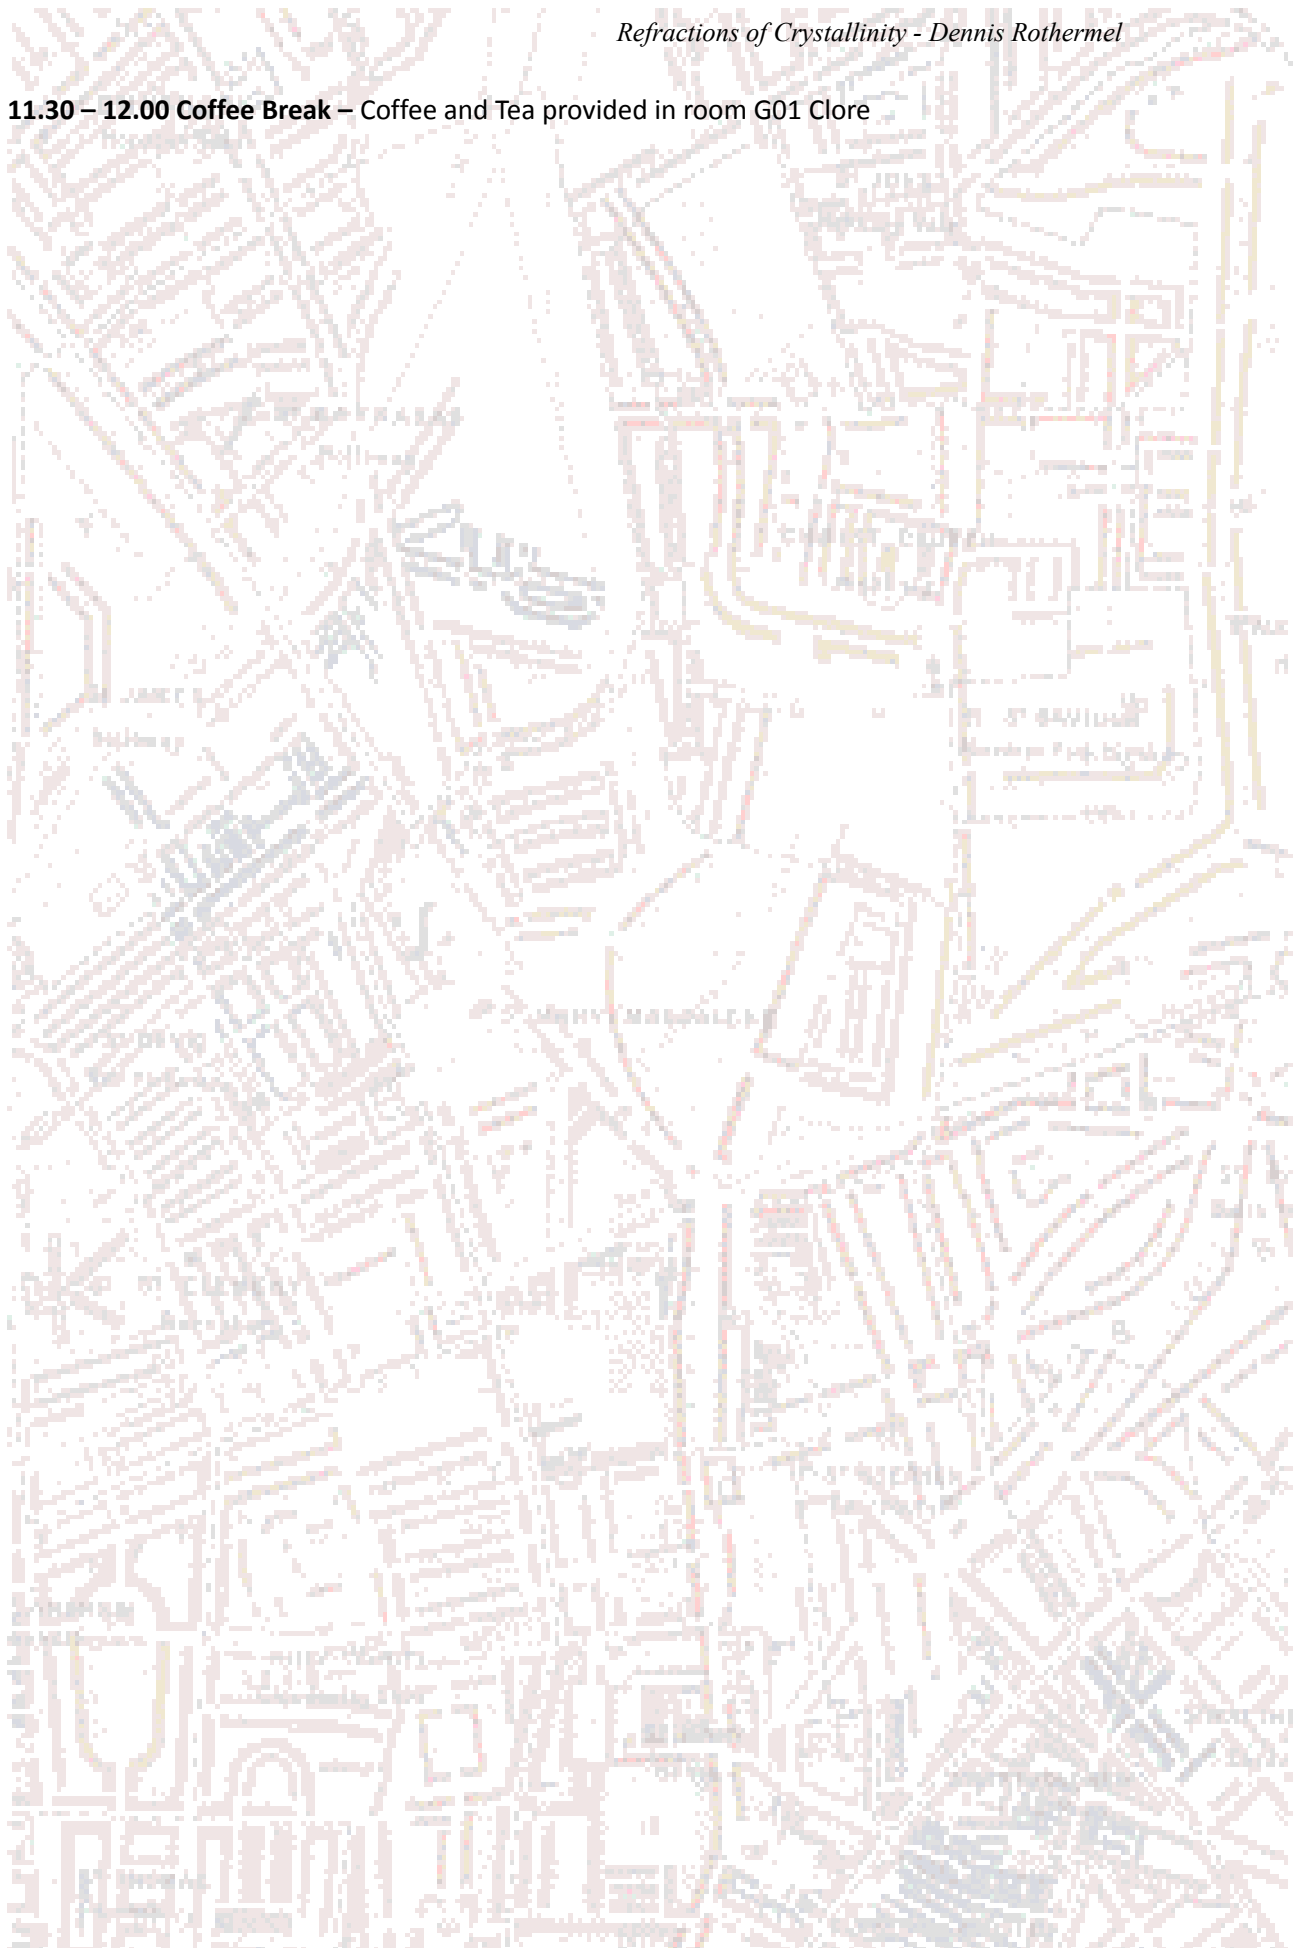 Refractions of Crystallinity - Dennis Rothermel
11.30 – 12.00 Coffee Break – Coffee and Tea provided in room G01 Clore